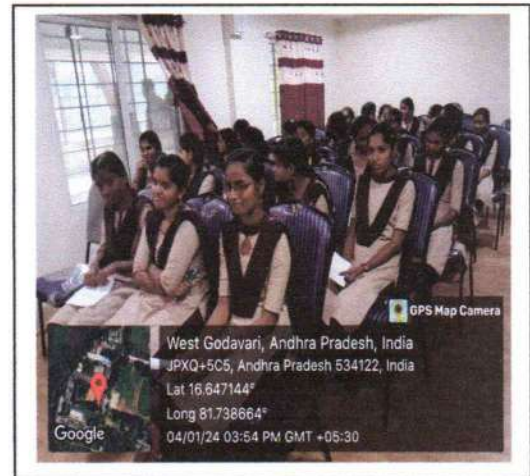 GPS Map Camera
West Godavari, Andhra Pradesh, India
JPXQ+5C5, Andhra Pradesh 534122, India
Lat 16.647144°
Long 81.738664°
04/01/24 03:54 PM GMT +05:30
Google